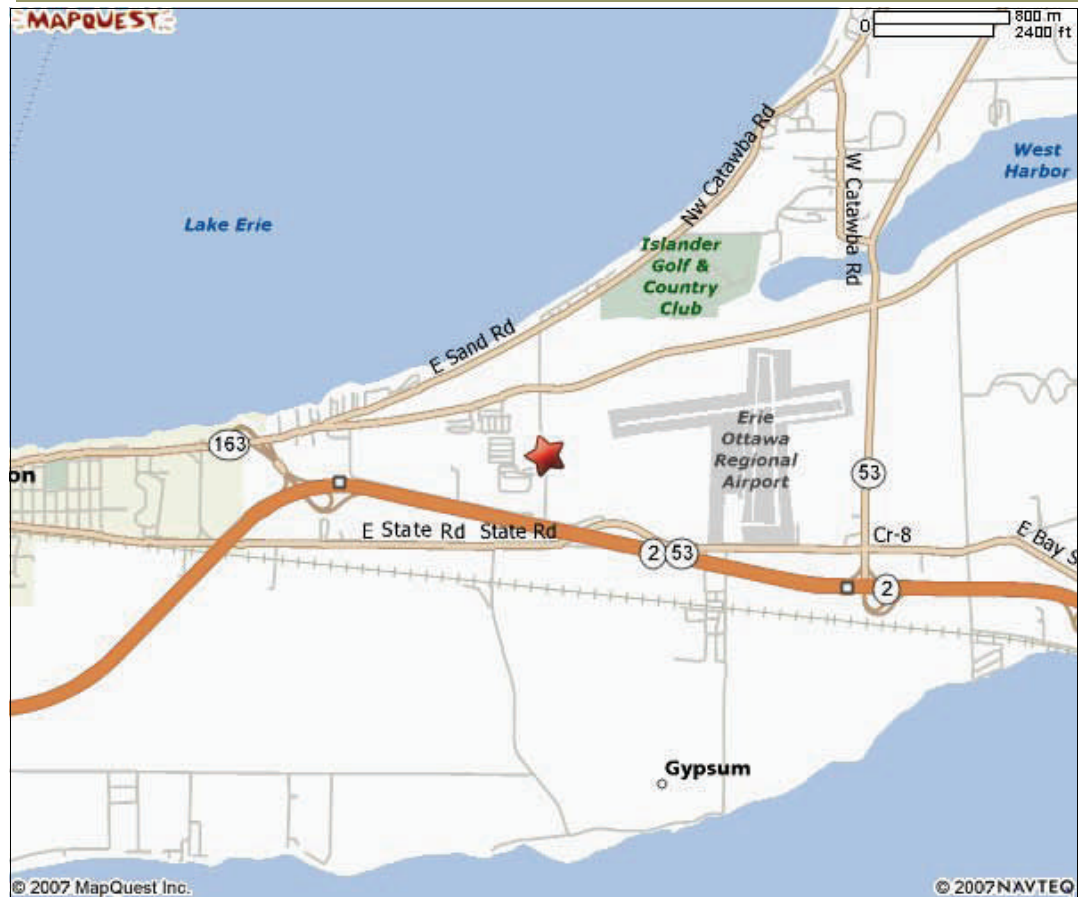 MAPQUEST
0
800 m
2400 ft
Nw Catawba Rd
W Catawba Rd
West
Harbor
Lake Erie
Islander
Golf &
Country
Club
E Sand Rd
Erie
Ottawa
Regional
Airport
163
on
53
E State Rd
State Rd
2
53
Cr-8
E Bay S
2
Gypsum
© 2007 MapQuest Inc.
© 2007 NAVTEQ